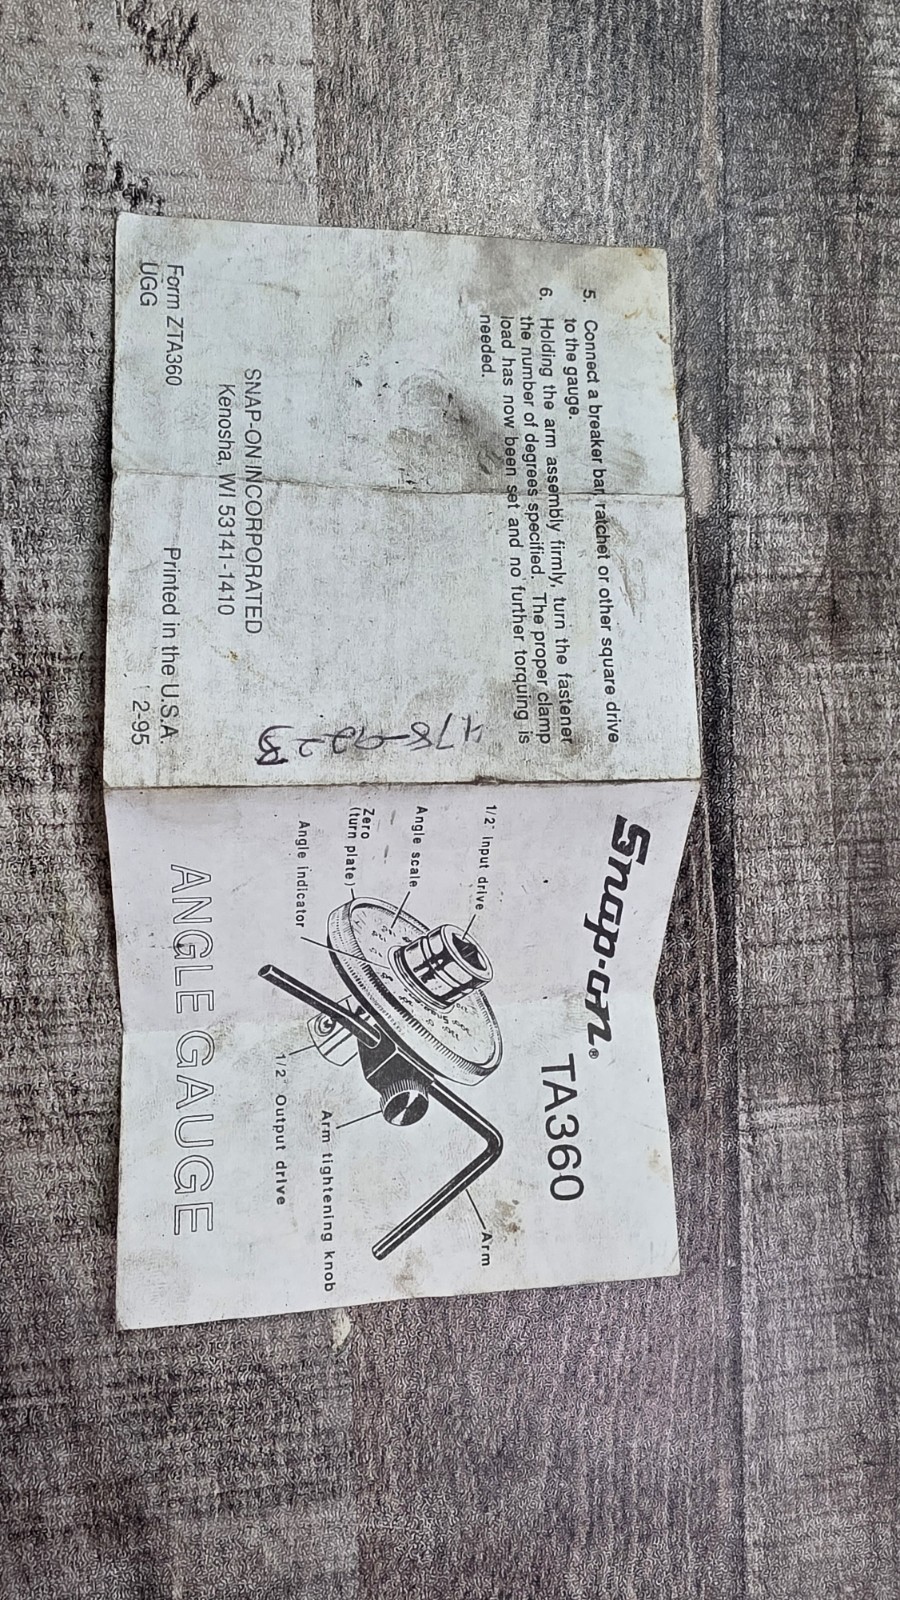 5. Connect a breaker bar, ratchet or other square drive
to the gauge.
6. Holding the arm assembly firmly, turn the fastener
the number of degrees specified. The proper clamp
load has now been set and no further torquing is
needed.
SNAP-ON INCORPORATED
Kenosha, WI 53141-1410
Form ZTA360
UGG
Printed in the U.S.A.
2-95
Snap-on®
TA360
1/2" Input drive
Angle scale
Zero
(turn plate)
Angle indicator
Arm
Arm tightening knob
1/2" Output drive
ANGLE GAUGE